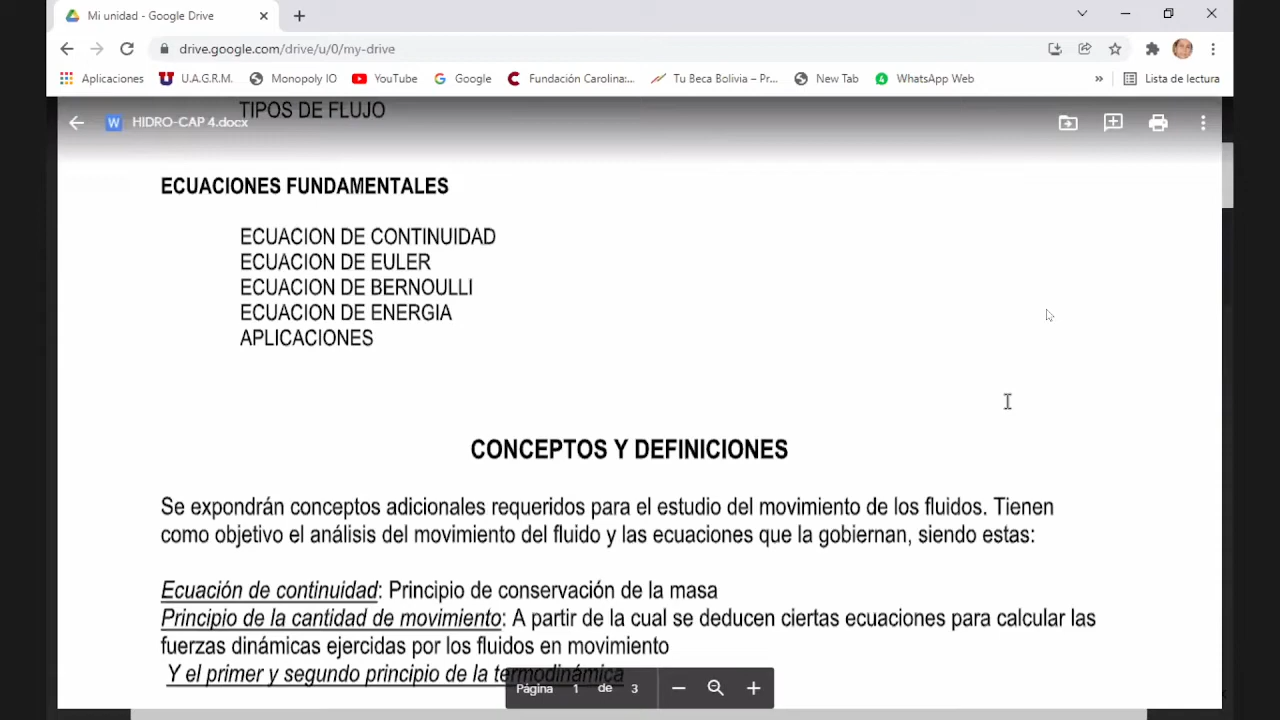 Mi unidad - Google Drive
drive.google.com/drive/u/0/my-drive
Aplicaciones U.A.G.R.M. Monopoly IO YouTube Google Fundación Carolina:... Tu Beca Bolivia – Pr... New Tab WhatsApp Web » Lista de lectura
TIPOS DE FLUJO
W HIDRO-CAP 4.docx
ECUACIONES FUNDAMENTALES
ECUACION DE CONTINUIDAD
ECUACION DE EULER
ECUACION DE BERNOULLI
ECUACION DE ENERGIA
APLICACIONES
CONCEPTOS Y DEFINICIONES
Se expondrán conceptos adicionales requeridos para el estudio del movimiento de los fluidos. Tienen
como objetivo el análisis del movimiento del fluido y las ecuaciones que la gobiernan, siendo estas:
Ecuación de continuidad: Principio de conservación de la masa
Principio de la cantidad de movimiento: A partir de la cual se deducen ciertas ecuaciones para calcular las
fuerzas dinámicas ejercidas por los fluidos en movimiento
Y el primer y segundo principio de la termodinámica
Página 1 de 3